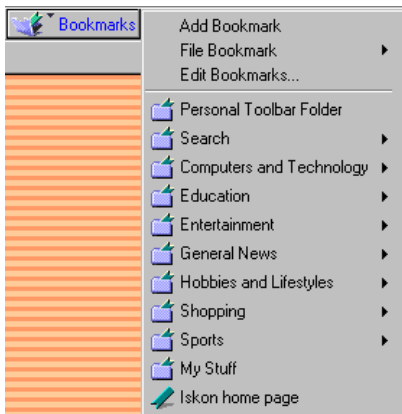 Bookmarks
Add Bookmark
File Bookmark
Edit Bookmarks...
Personal Toolbar Folder
Search
Computers and Technology
Education
Entertainment
General News
Hobbies and Lifestyles
Shopping
Sports
My Stuff
Iskon home page